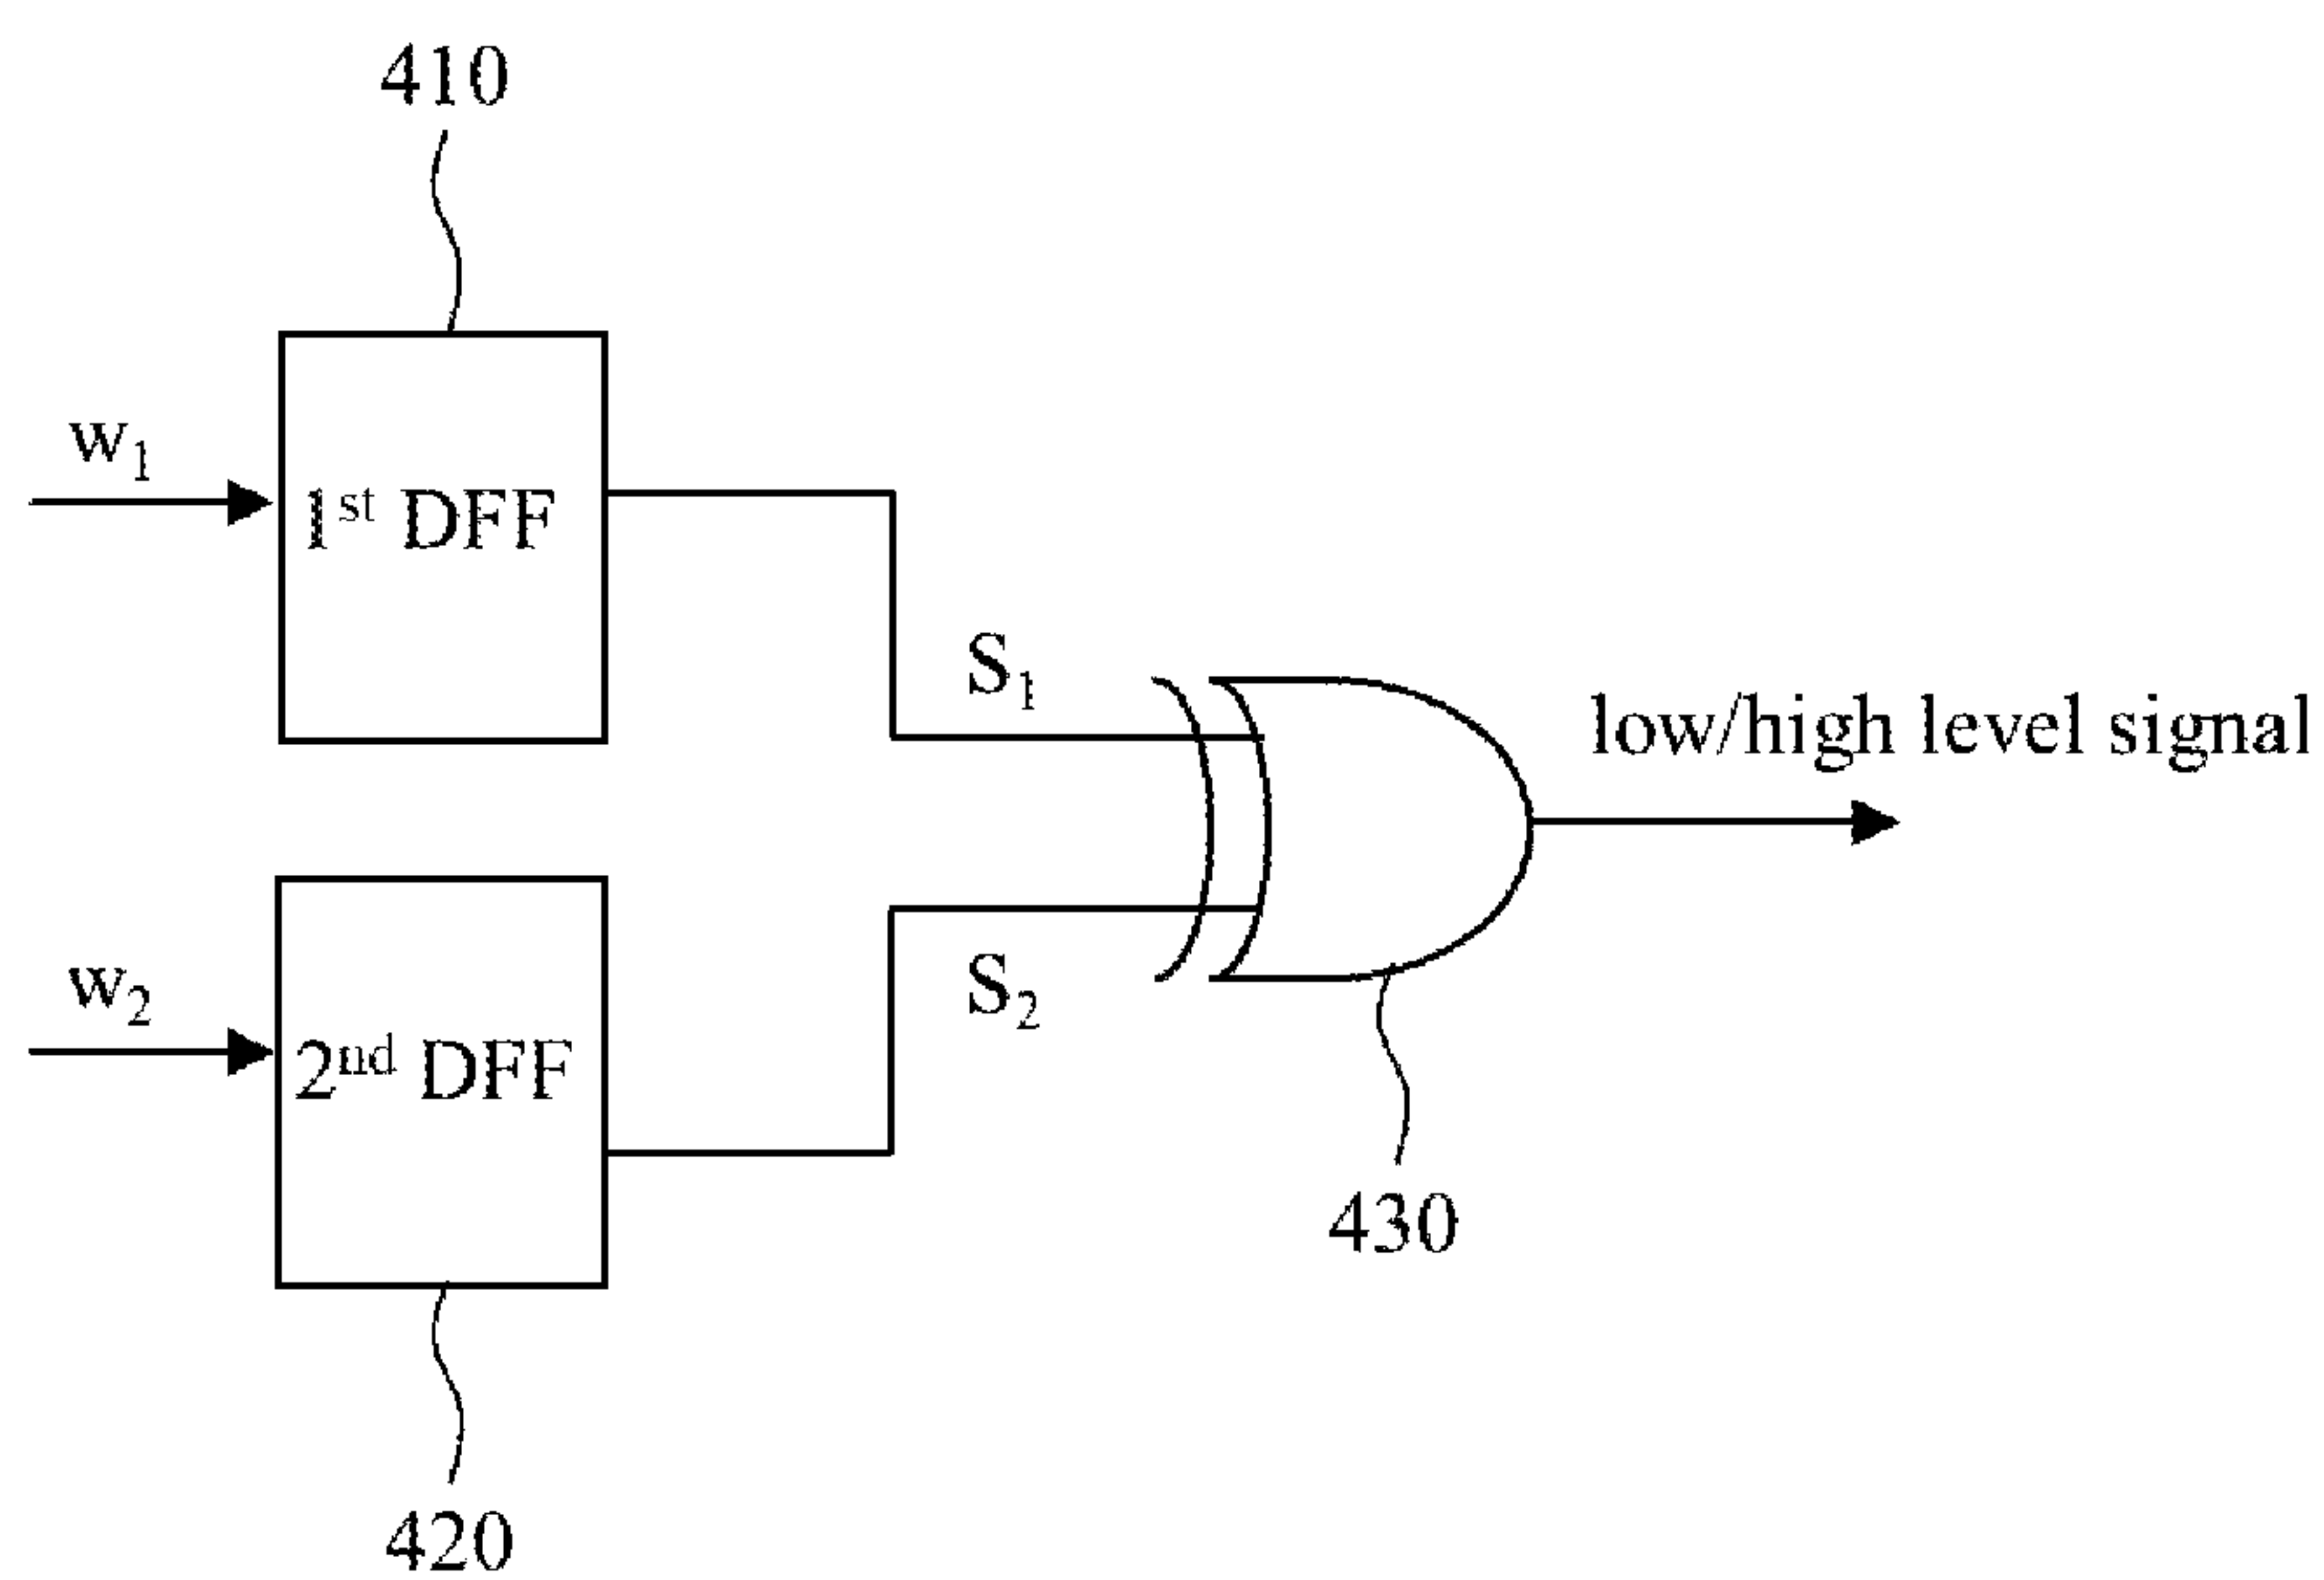 410
w₁
1ˢᵗ DFF
S₁
low/high level signal
w₂
2ⁿᵈ DFF
S₂
430
420